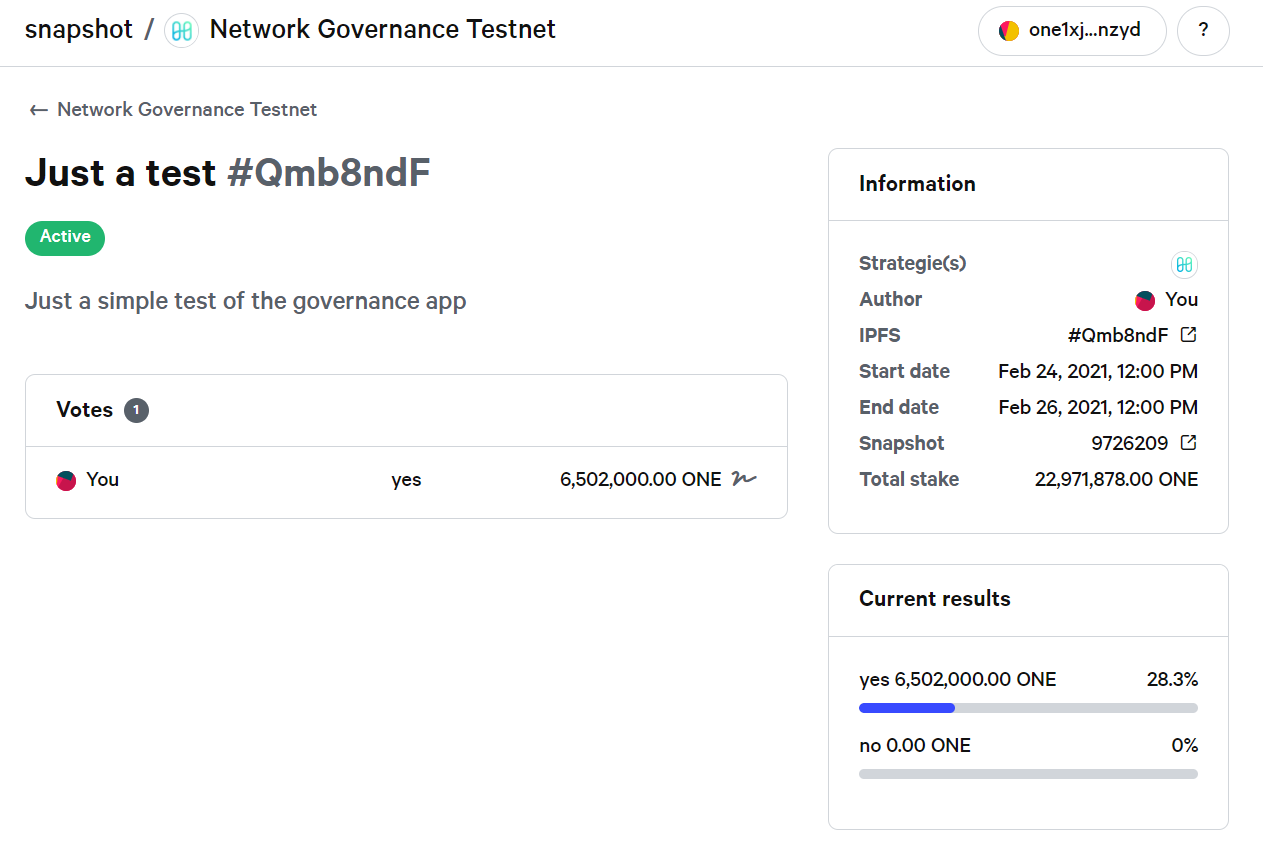 snapshot / Network Governance Testnet
one1xj...nzyd
?
← Network Governance Testnet
Just a test #Qmb8ndF
Active
Just a simple test of the governance app
Votes 1
You yes 6,502,000.00 ONE
Information
Strategie(s)
Author You
IPFS #Qmb8ndF
Start date Feb 24, 2021, 12:00 PM
End date Feb 26, 2021, 12:00 PM
Snapshot 9726209
Total stake 22,971,878.00 ONE
Current results
yes 6,502,000.00 ONE 28.3%
no 0.00 ONE 0%